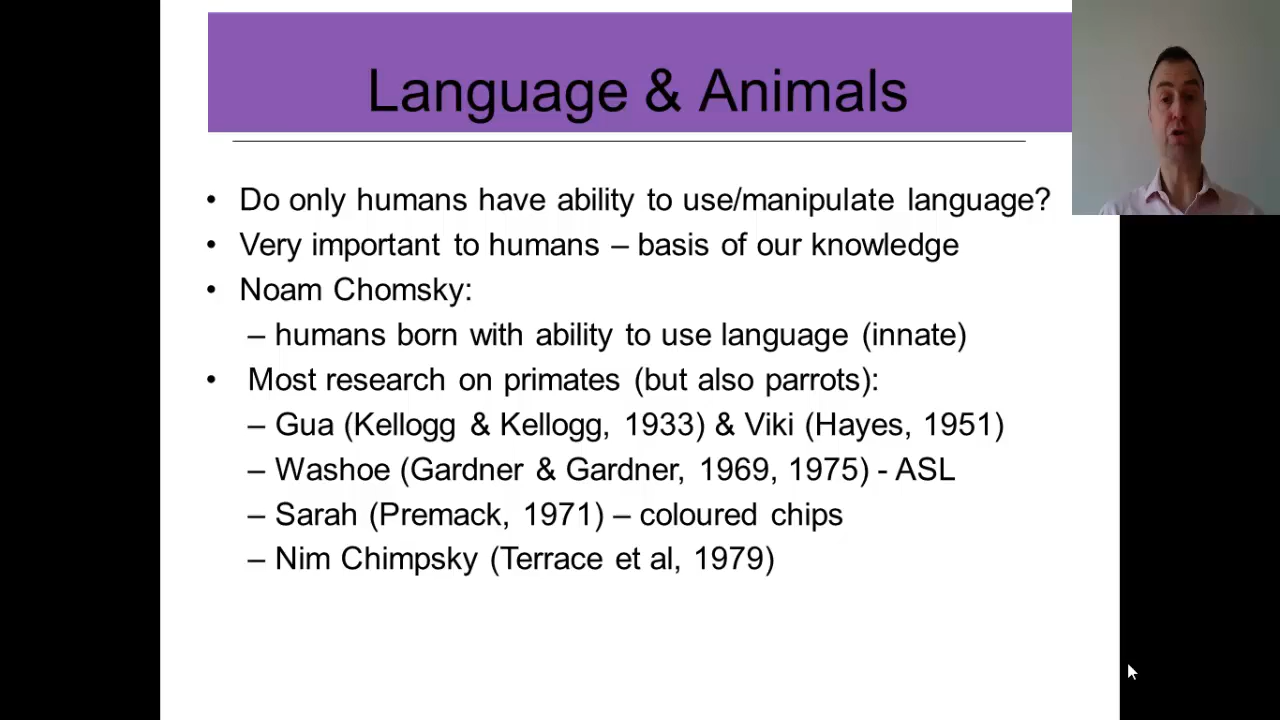 Language & Animals
• Do only humans have ability to use/manipulate language?
• Very important to humans – basis of our knowledge
• Noam Chomsky:
– humans born with ability to use language (innate)
• Most research on primates (but also parrots):
– Gua (Kellogg & Kellogg, 1933) & Viki (Hayes, 1951)
– Washoe (Gardner & Gardner, 1969, 1975) - ASL
– Sarah (Premack, 1971) – coloured chips
– Nim Chimpsky (Terrace et al, 1979)